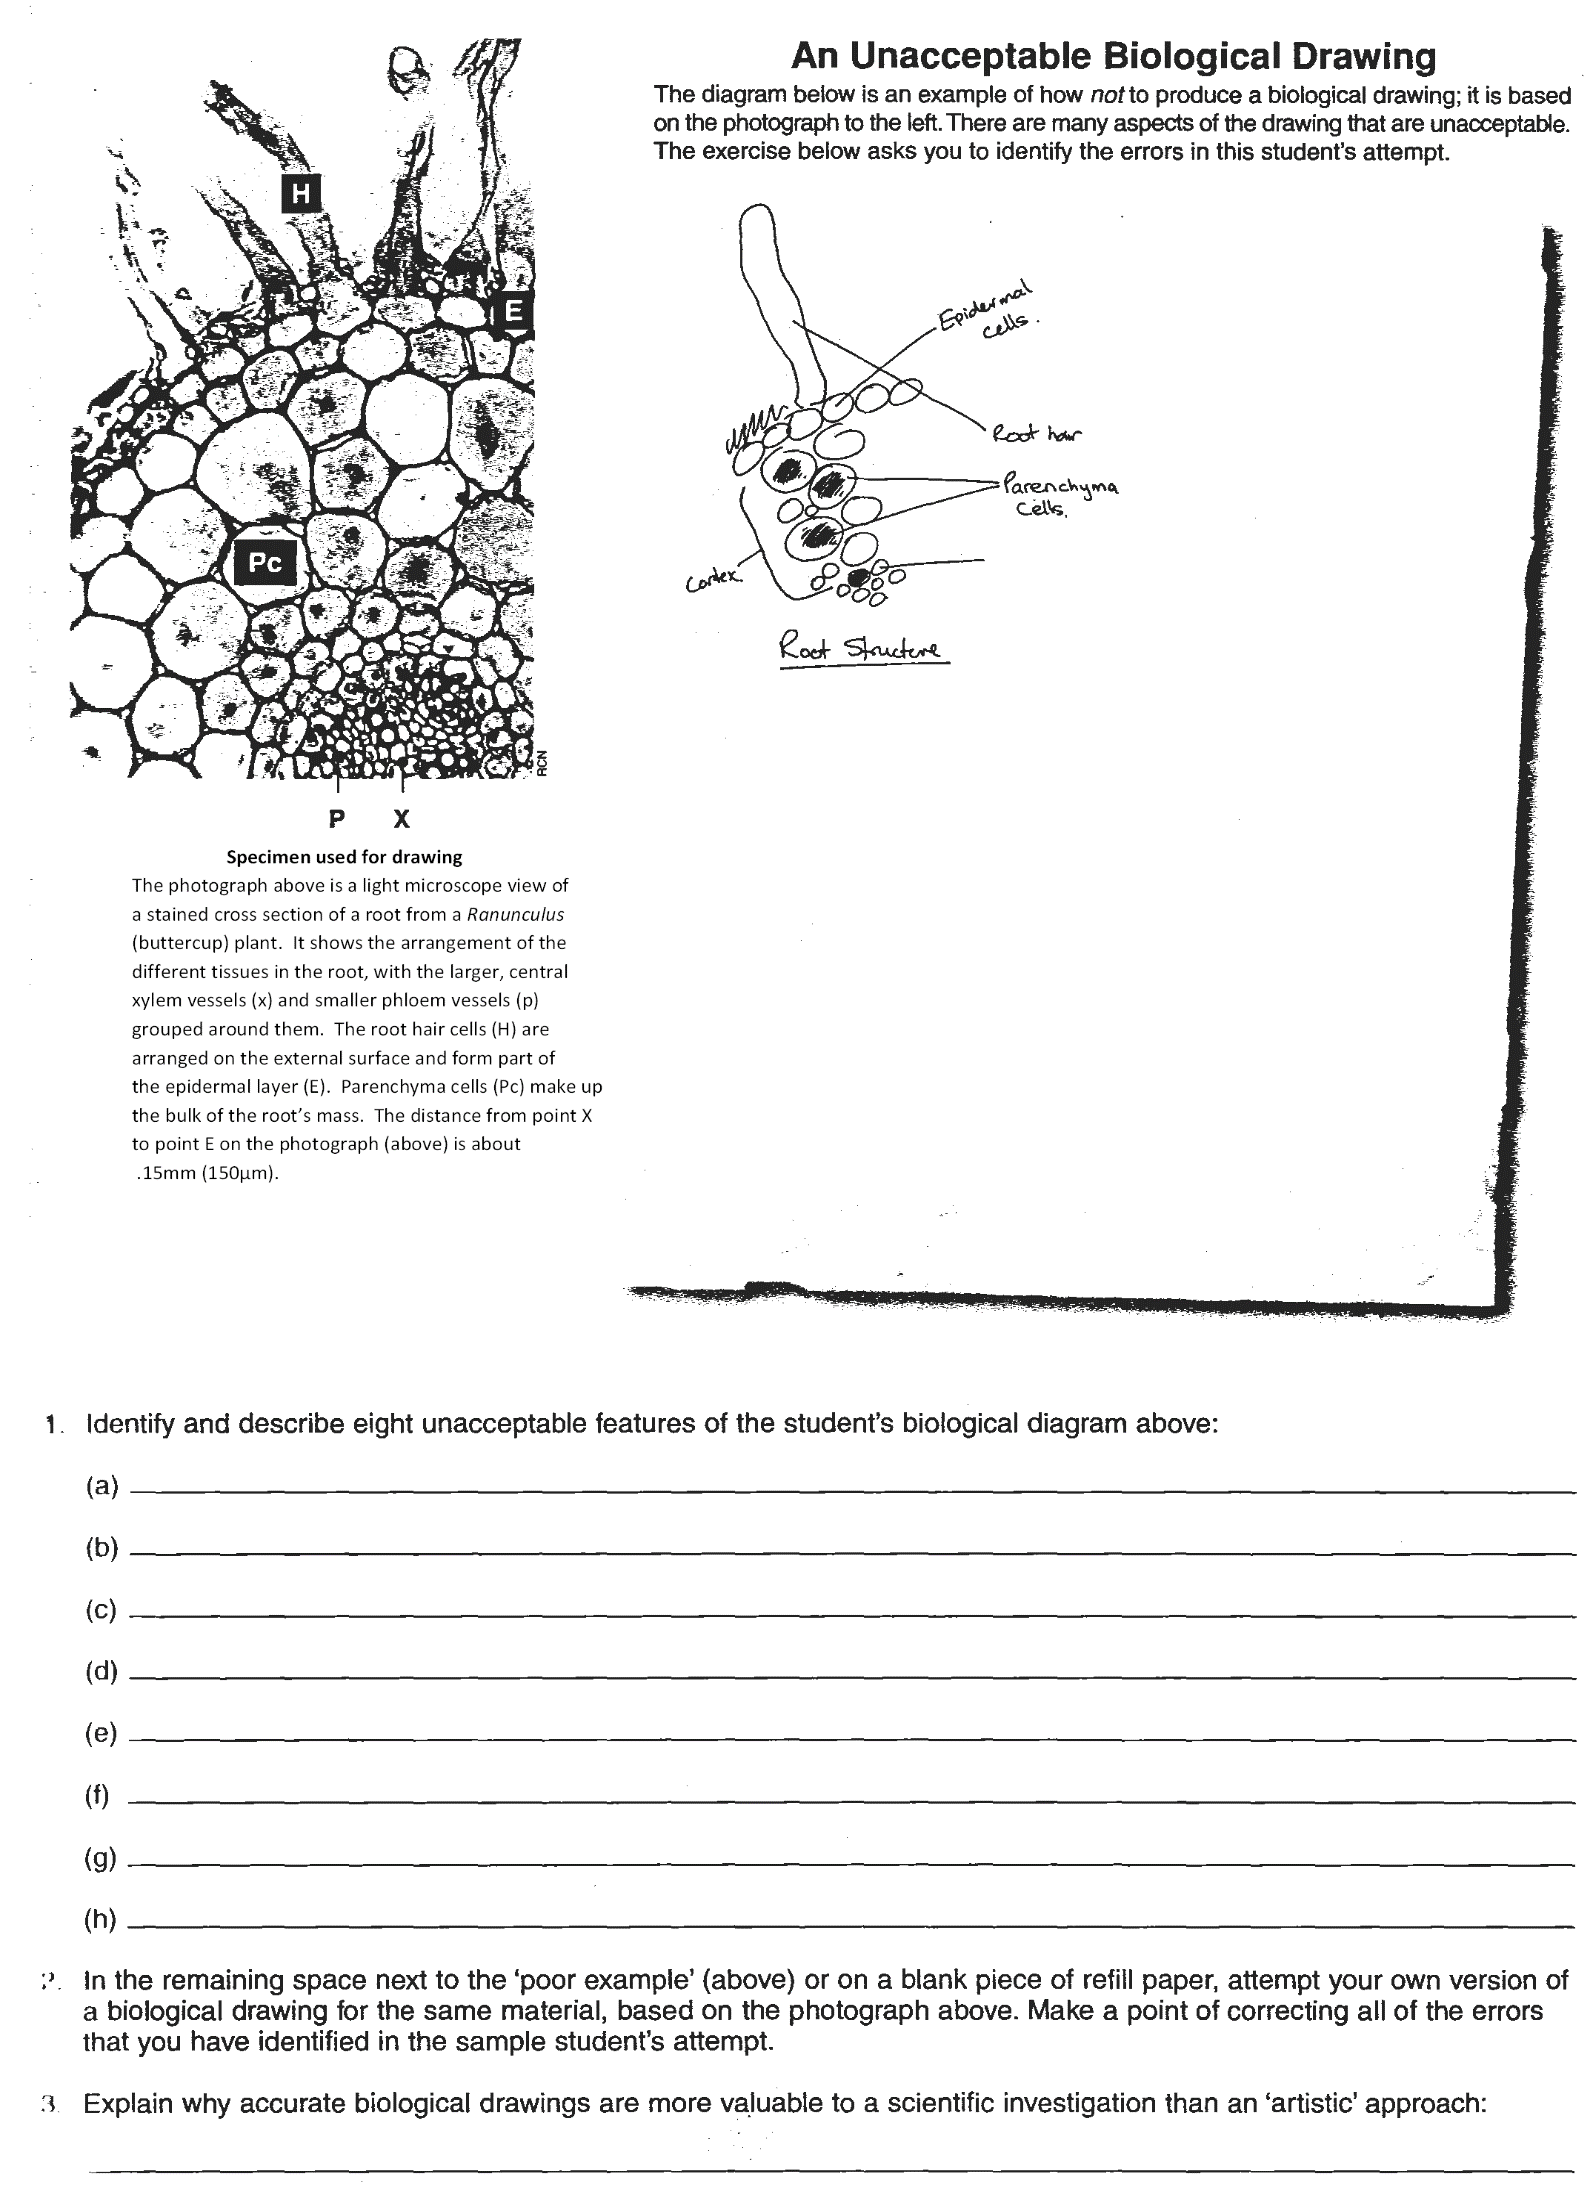 An Unacceptable Biological Drawing
The diagram below is an example of how not to produce a biological drawing; it is based
on the photograph to the left. There are many aspects of the drawing that are unacceptable.
The exercise below asks you to identify the errors in this student's attempt.
H
E
Pc
RCN
P X
Epidermal
cells.
Root hair
Parenchyma
Cells.
Cortex.
Root Structure
Specimen used for drawing
The photograph above is a light microscope view of
a stained cross section of a root from a Ranunculus
(buttercup) plant. It shows the arrangement of the
different tissues in the root, with the larger, central
xylem vessels (x) and smaller phloem vessels (p)
grouped around them. The root hair cells (H) are
arranged on the external surface and form part of
the epidermal layer (E). Parenchyma cells (Pc) make up
the bulk of the root's mass. The distance from point X
to point E on the photograph (above) is about
.15mm (150μm).
1. Identify and describe eight unacceptable features of the student's biological diagram above:
(a)
(b)
(c)
(d)
(e)
(f)
(g)
(h)
2. In the remaining space next to the 'poor example' (above) or on a blank piece of refill paper, attempt your own version of
a biological drawing for the same material, based on the photograph above. Make a point of correcting all of the errors
that you have identified in the sample student's attempt.
3. Explain why accurate biological drawings are more valuable to a scientific investigation than an 'artistic' approach: